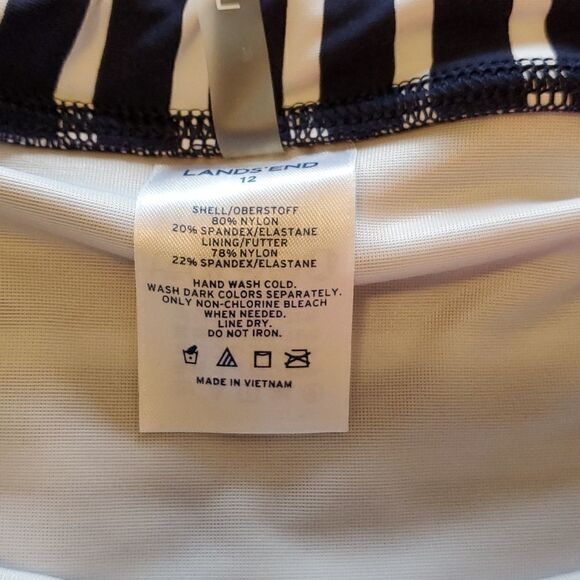 LANDS' END
12
SHELL/OBERSTOFF
80% NYLON
20% SPANDEX/ELASTANE
LINING/FUTTER
78% NYLON
22% SPANDEX/ELASTANE
HAND WASH COLD.
WASH DARK COLORS SEPARATELY.
ONLY NON-CHLORINE BLEACH
WHEN NEEDED.
LINE DRY.
DO NOT IRON.
MADE IN VIETNAM